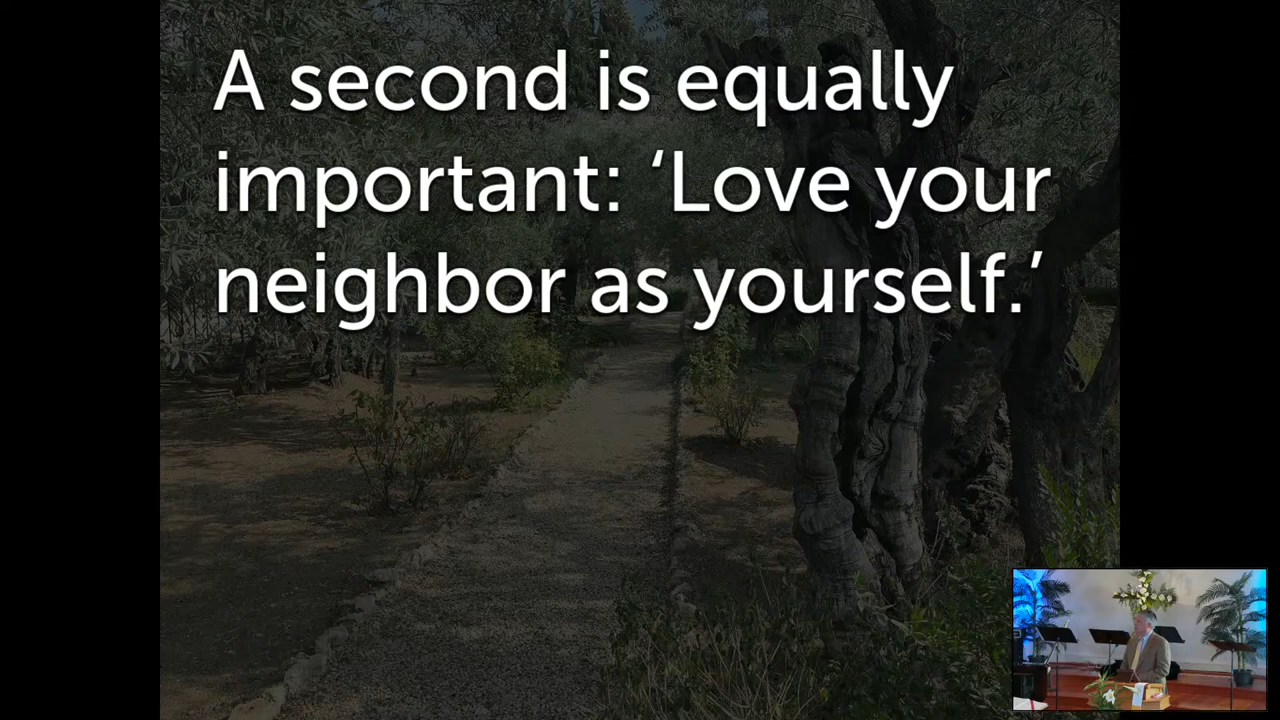 A second is equally
important: ‘Love your
neighbor as yourself.’